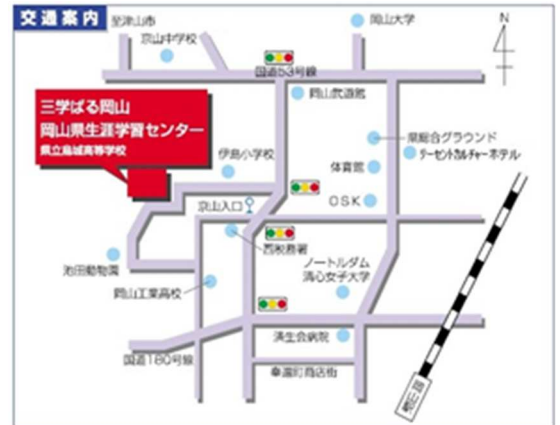 交通案内
至津山市
岡山大学
N
京山中学校
国道53号線
三学ばる岡山
岡山県生涯学習センター
県立烏城高等学校
岡山武道館
県総合グラウンド
サーセントカルチャーホテル
伊島小学校
体育館
OSK
京山入口
西税務署
ノートルダム
清心女子大学
池田動物園
岡山工業高校
済生会病院
国道180号線
奉還町商店街
岡山駅